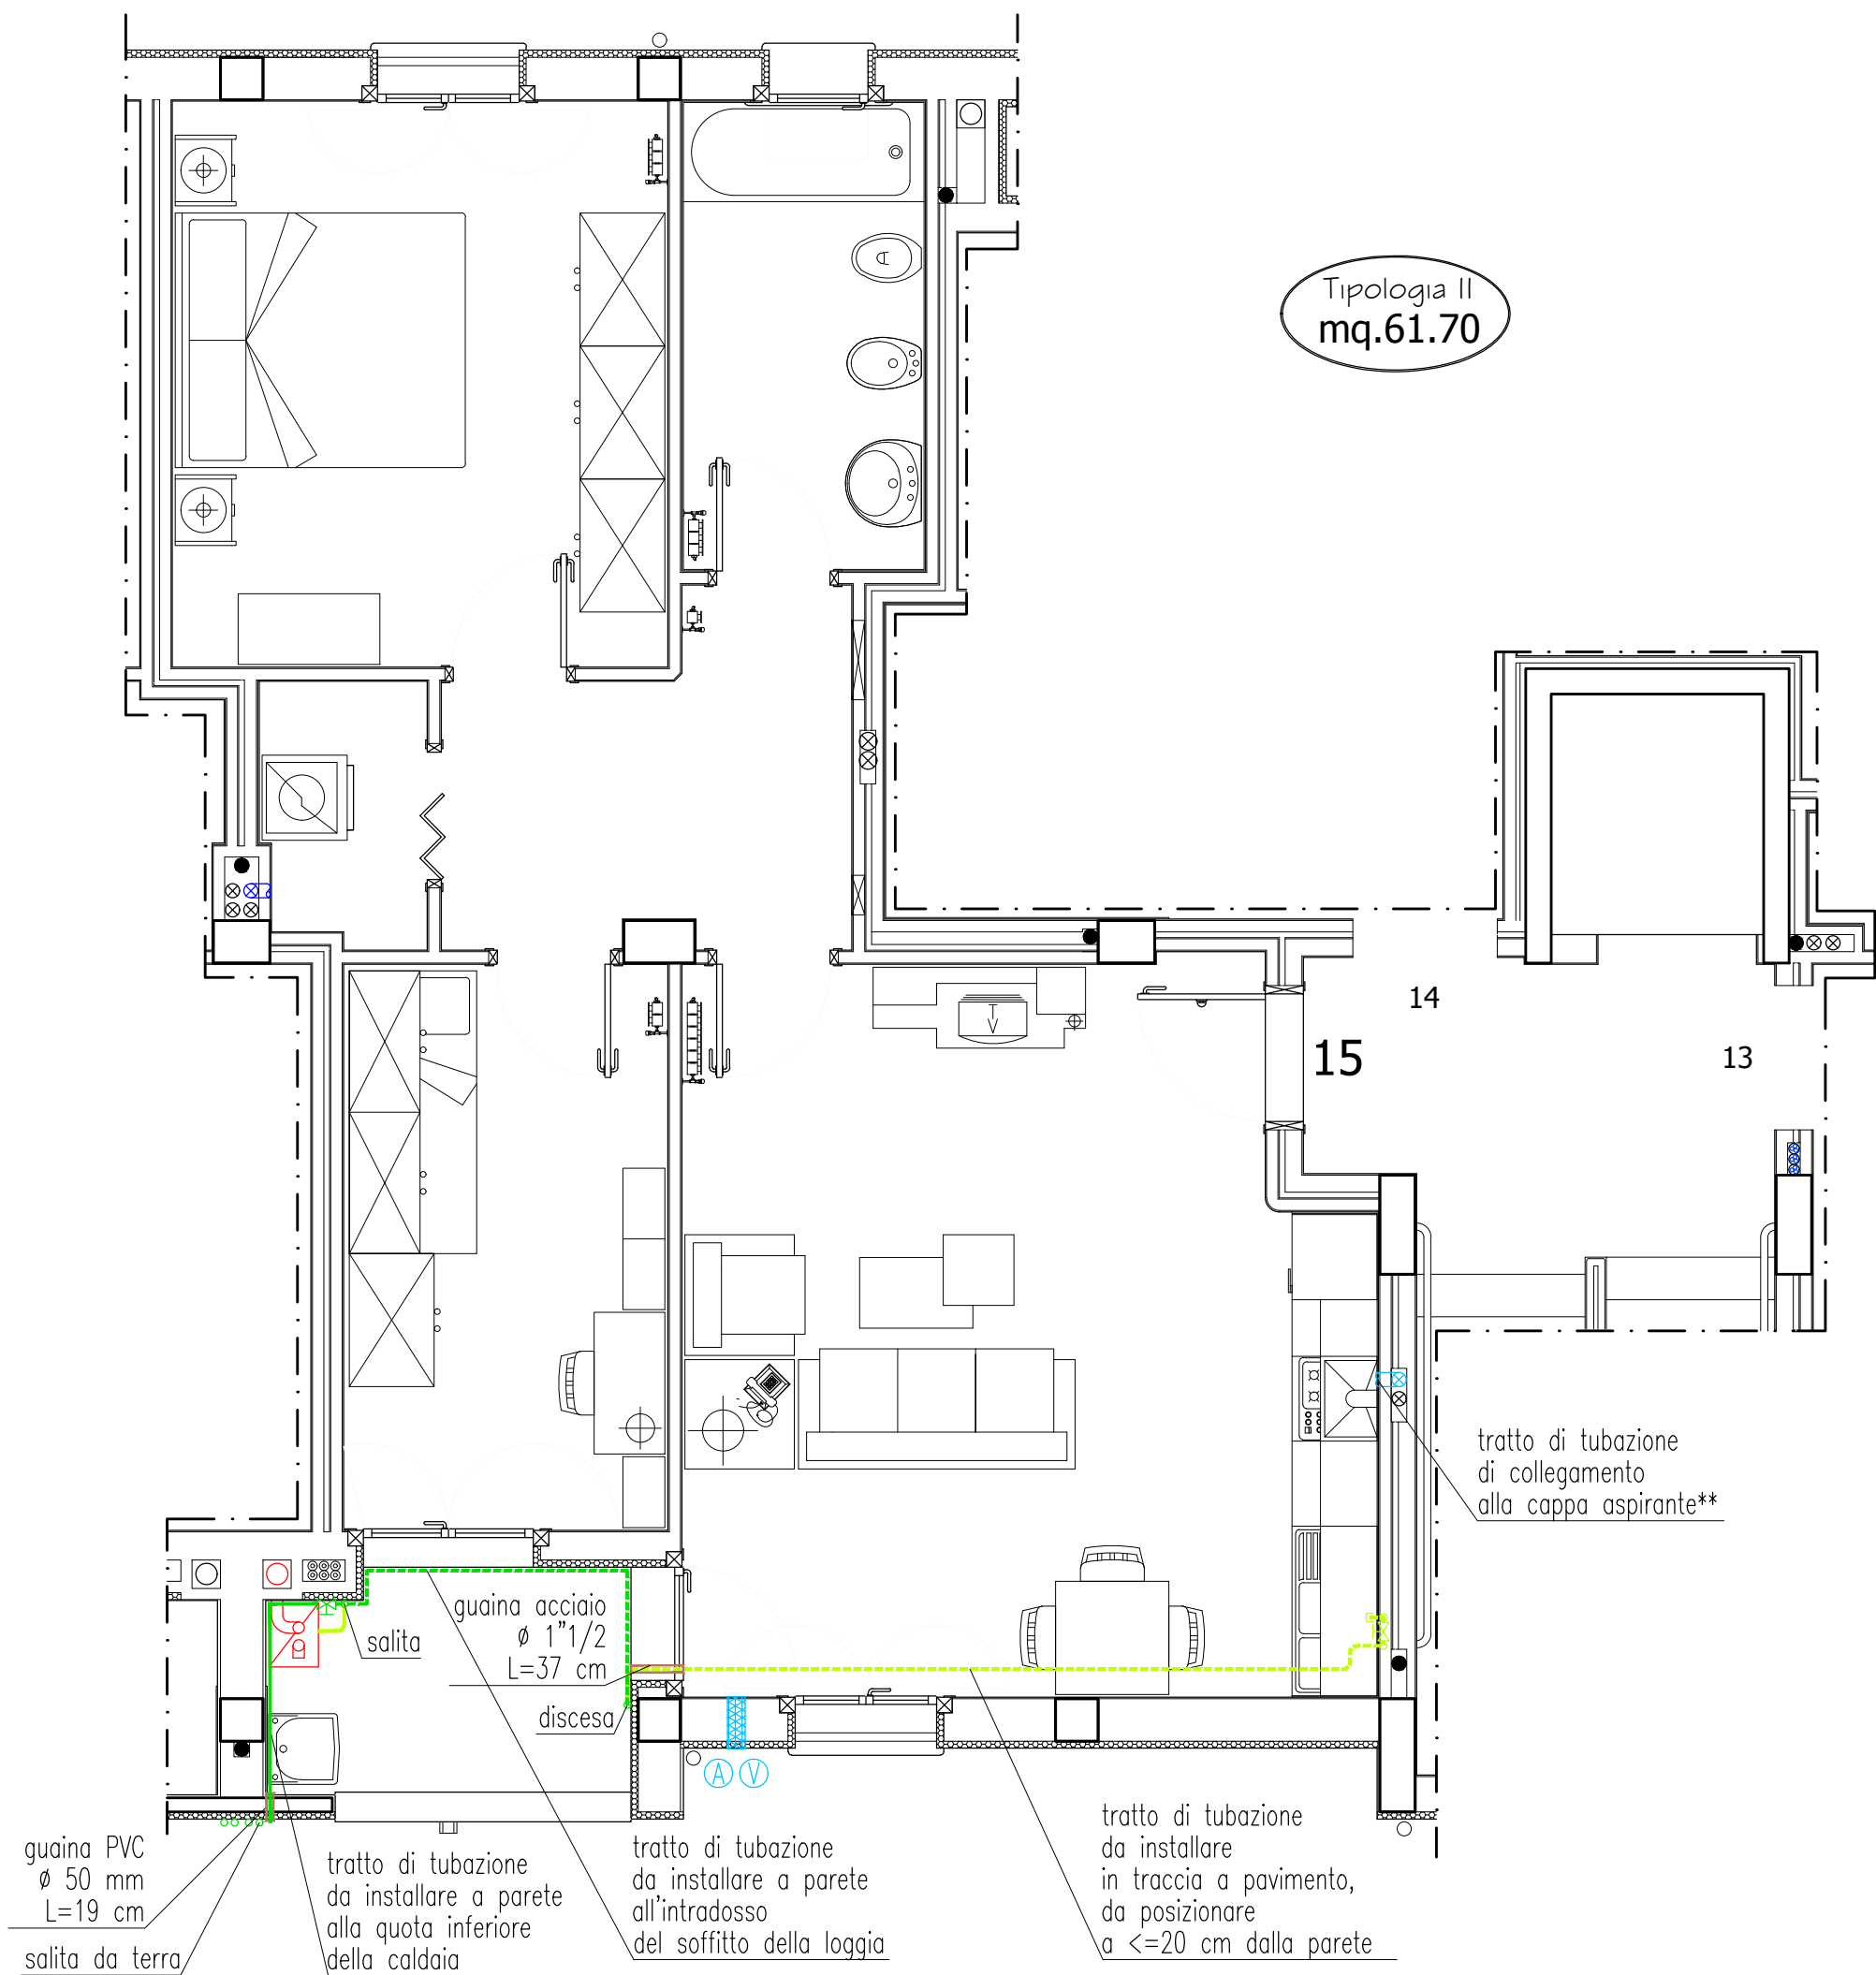 Tipologia II
mq.61.70
14
15
13
T
V
tratto di tubazione
di collegamento
alla cappa aspirante**
guaina acciaio
ø 1"1/2
L=37 cm
salita
discesa
A V
guaina PVC
ø 50 mm
L=19 cm
salita da terra
tratto di tubazione
da installare a parete
alla quota inferiore
della caldaia
tratto di tubazione
da installare a parete
all'intradosso
del soffitto della loggia
tratto di tubazione
da installare
in traccia a pavimento,
da posizionare
a <=20 cm dalla parete